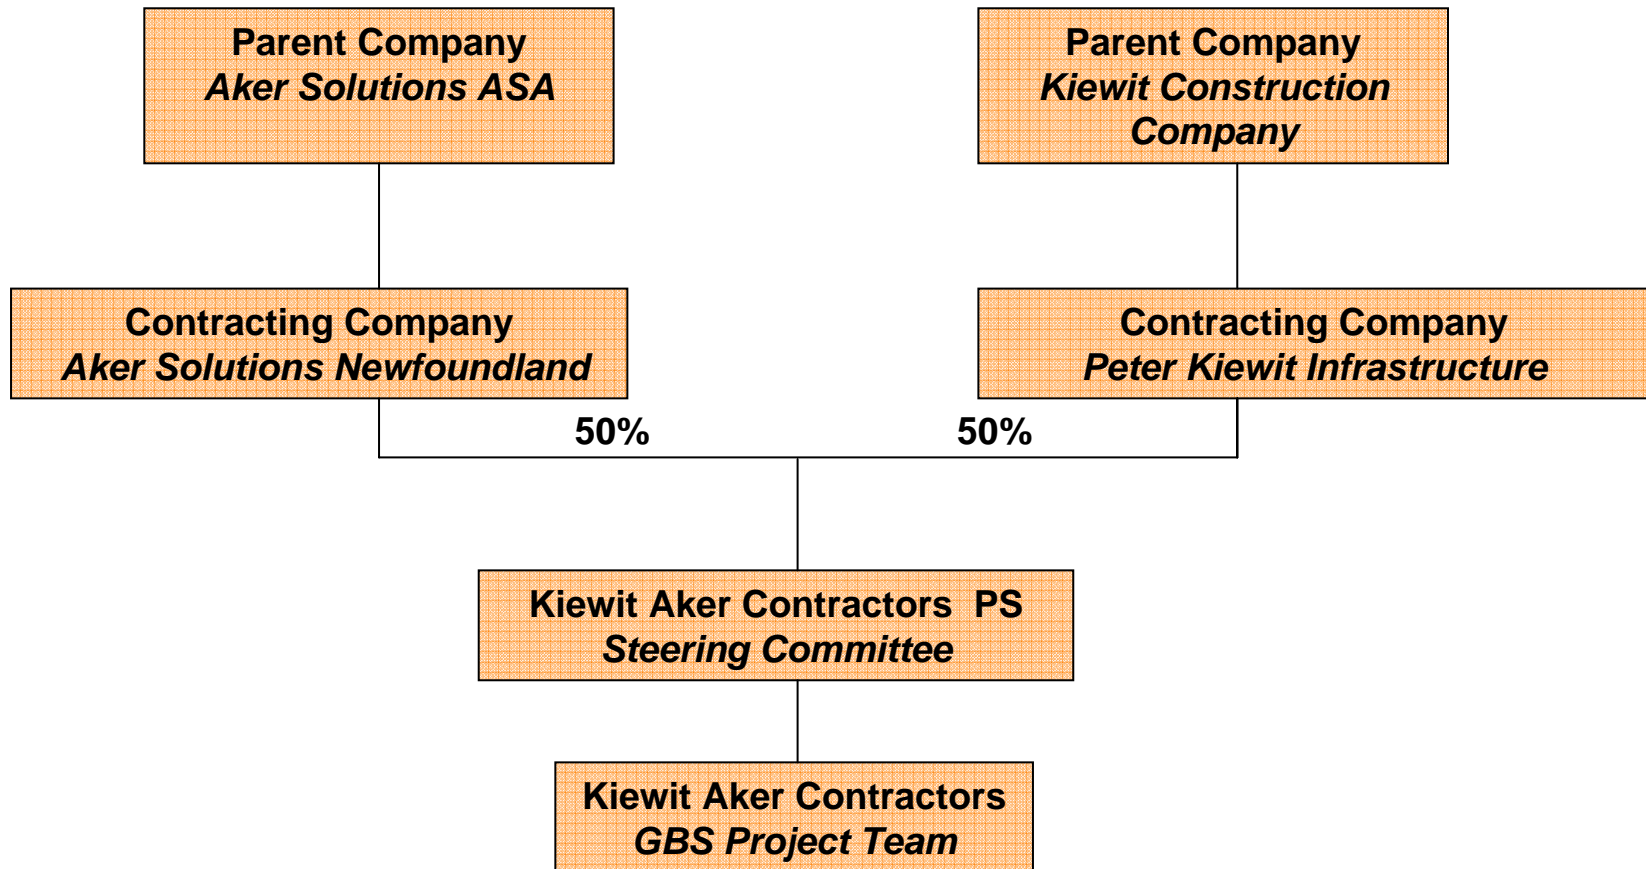 Parent Company
Aker Solutions ASA
Parent Company
Kiewit Construction
Company
Contracting Company
Aker Solutions Newfoundland
Contracting Company
Peter Kiewit Infrastructure
50%
50%
Kiewit Aker Contractors  PS
Steering Committee
Kiewit Aker Contractors
GBS Project Team